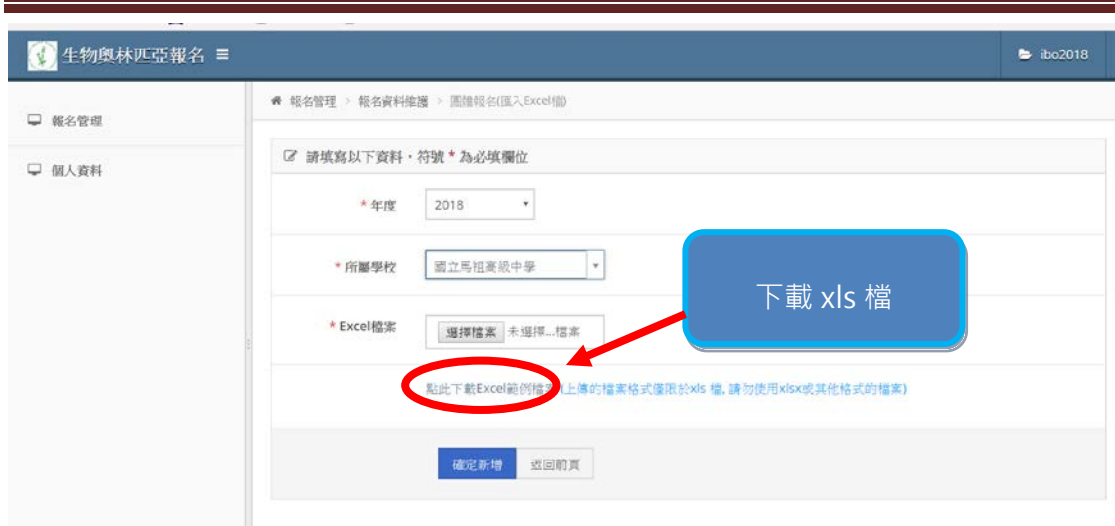 生物奧林匹亞報名
ibo2018
報名管理
個人資料
報名管理 > 報名資料維護 > 團體報名(匯入Excel檔)
請填寫以下資料,符號 * 為必填欄位
* 年度 2018
* 所屬學校 國立馬祖高級中學
* Excel檔案 選擇檔案 未選擇...檔案
點此下載Excel範例檔案 (上傳的檔案格式僅限於xls 檔, 請勿使用xlsx或其他格式的檔案)
確定新增 返回前頁
下載 xls 檔